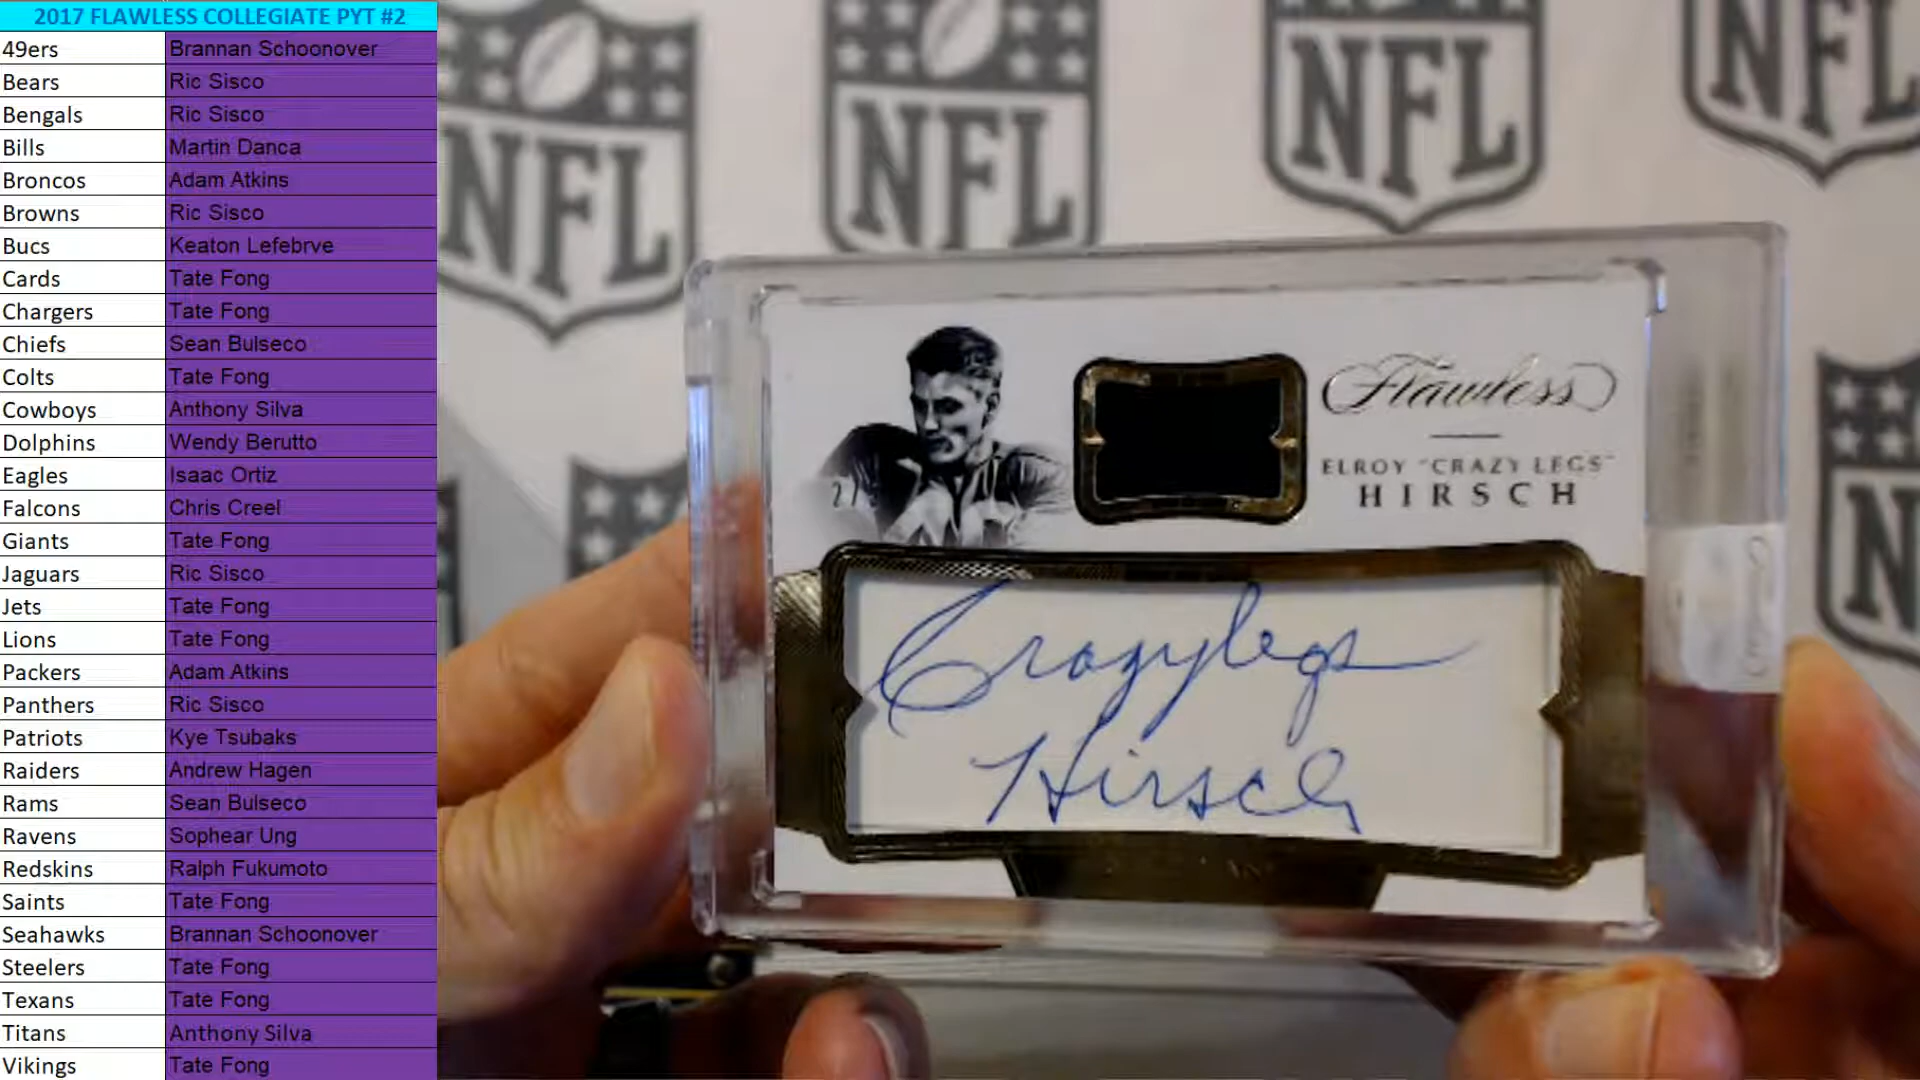 2017 FLAWLESS COLLEGIATE PYT #2
49ers Brannan Schoonover
Bears Ric Sisco
Bengals Ric Sisco
Bills Martin Danca
Broncos Adam Atkins
Browns Ric Sisco
Bucs Keaton Lefebrve
Cards Tate Fong
Chargers Tate Fong
Chiefs Sean Bulseco
Colts Tate Fong
Cowboys Anthony Silva
Dolphins Wendy Berutto
Eagles Isaac Ortiz
Falcons Chris Creel
Giants Tate Fong
Jaguars Ric Sisco
Jets Tate Fong
Lions Tate Fong
Packers Adam Atkins
Panthers Ric Sisco
Patriots Kye Tsubaks
Raiders Andrew Hagen
Rams Sean Bulseco
Ravens Sophear Ung
Redskins Ralph Fukumoto
Saints Tate Fong
Seahawks Brannan Schoonover
Steelers Tate Fong
Texans Tate Fong
Titans Anthony Silva
Vikings Tate Fong
NFL
NFL
NFL
NFL
Flawless
ELROY "CRAZY LEGS"
HIRSCH
Crazylegs
Hirsch